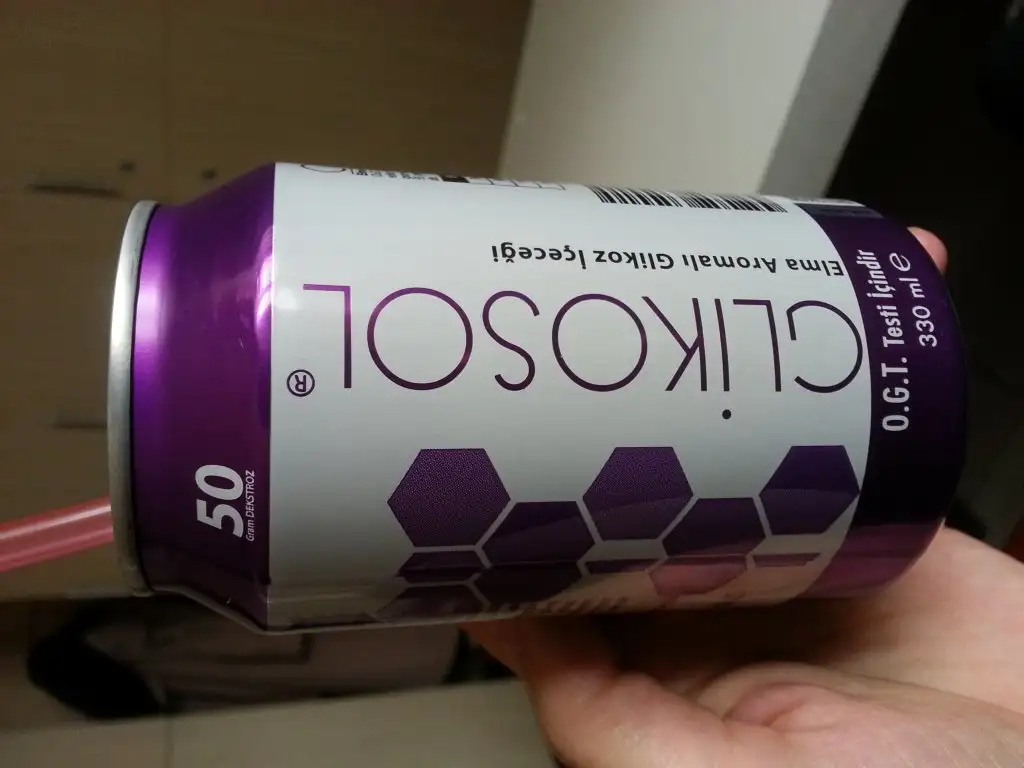 50
Gram DEKSTROZ
GLİKOSOL®
Elma Aromalı Glikoz İçeceği
O.G.T. Testi İçindir
330 ml e